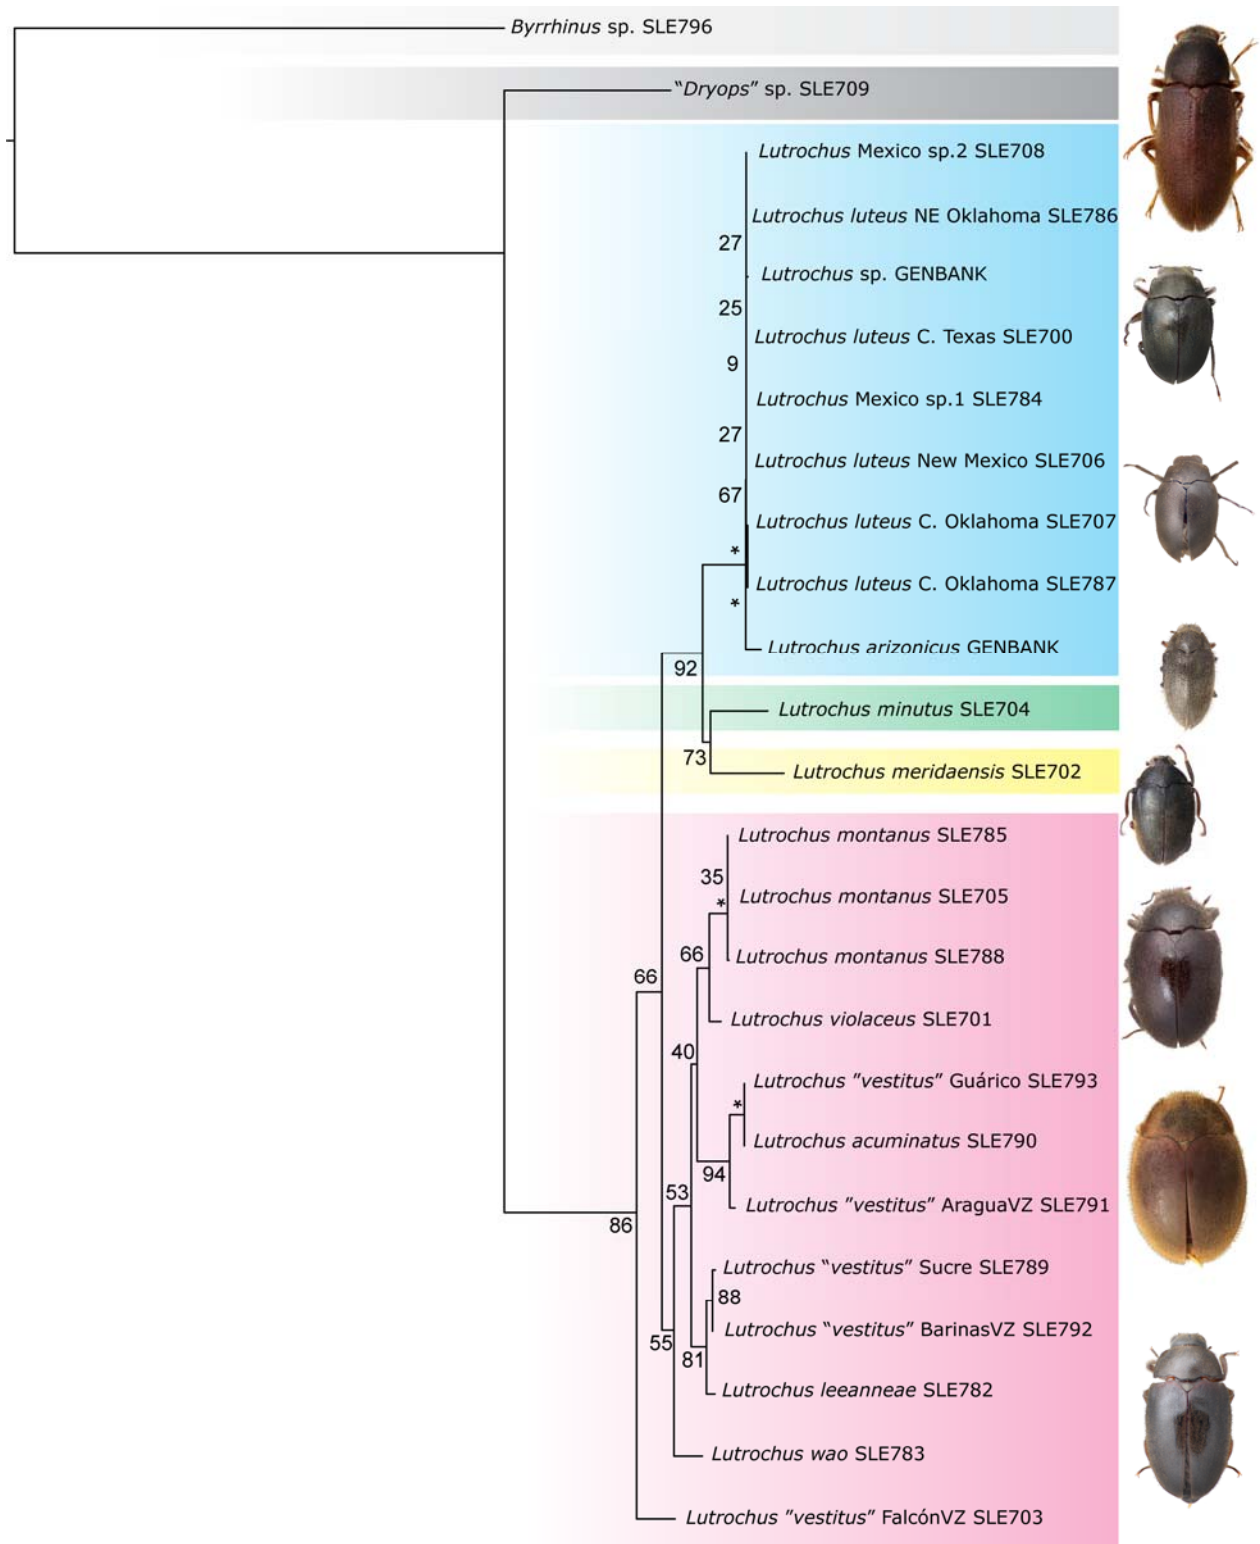 Byrrhinus sp. SLE796
“Dryops” sp. SLE709
Lutrochus Mexico sp.2 SLE708
Lutrochus luteus NE Oklahoma SLE786
27
Lutrochus sp. GENBANK
25
Lutrochus luteus C. Texas SLE700
9
Lutrochus Mexico sp.1 SLE784
27
Lutrochus luteus New Mexico SLE706
67
Lutrochus luteus C. Oklahoma SLE707
*
Lutrochus luteus C. Oklahoma SLE787
*
Lutrochus arizonicus GENBANK
92
Lutrochus minutus SLE704
73
Lutrochus meridaensis SLE702
Lutrochus montanus SLE785
35
Lutrochus montanus SLE705
*
Lutrochus montanus SLE788
66
66
Lutrochus violaceus SLE701
40
Lutrochus ”vestitus” Guárico SLE793
*
Lutrochus acuminatus SLE790
94
53
Lutrochus ”vestitus” AraguaVZ SLE791
86
Lutrochus “vestitus” Sucre SLE789
88
Lutrochus “vestitus” BarinasVZ SLE792
55
81
Lutrochus leeanneae SLE782
Lutrochus wao SLE783
Lutrochus ”vestitus” FalcónVZ SLE703